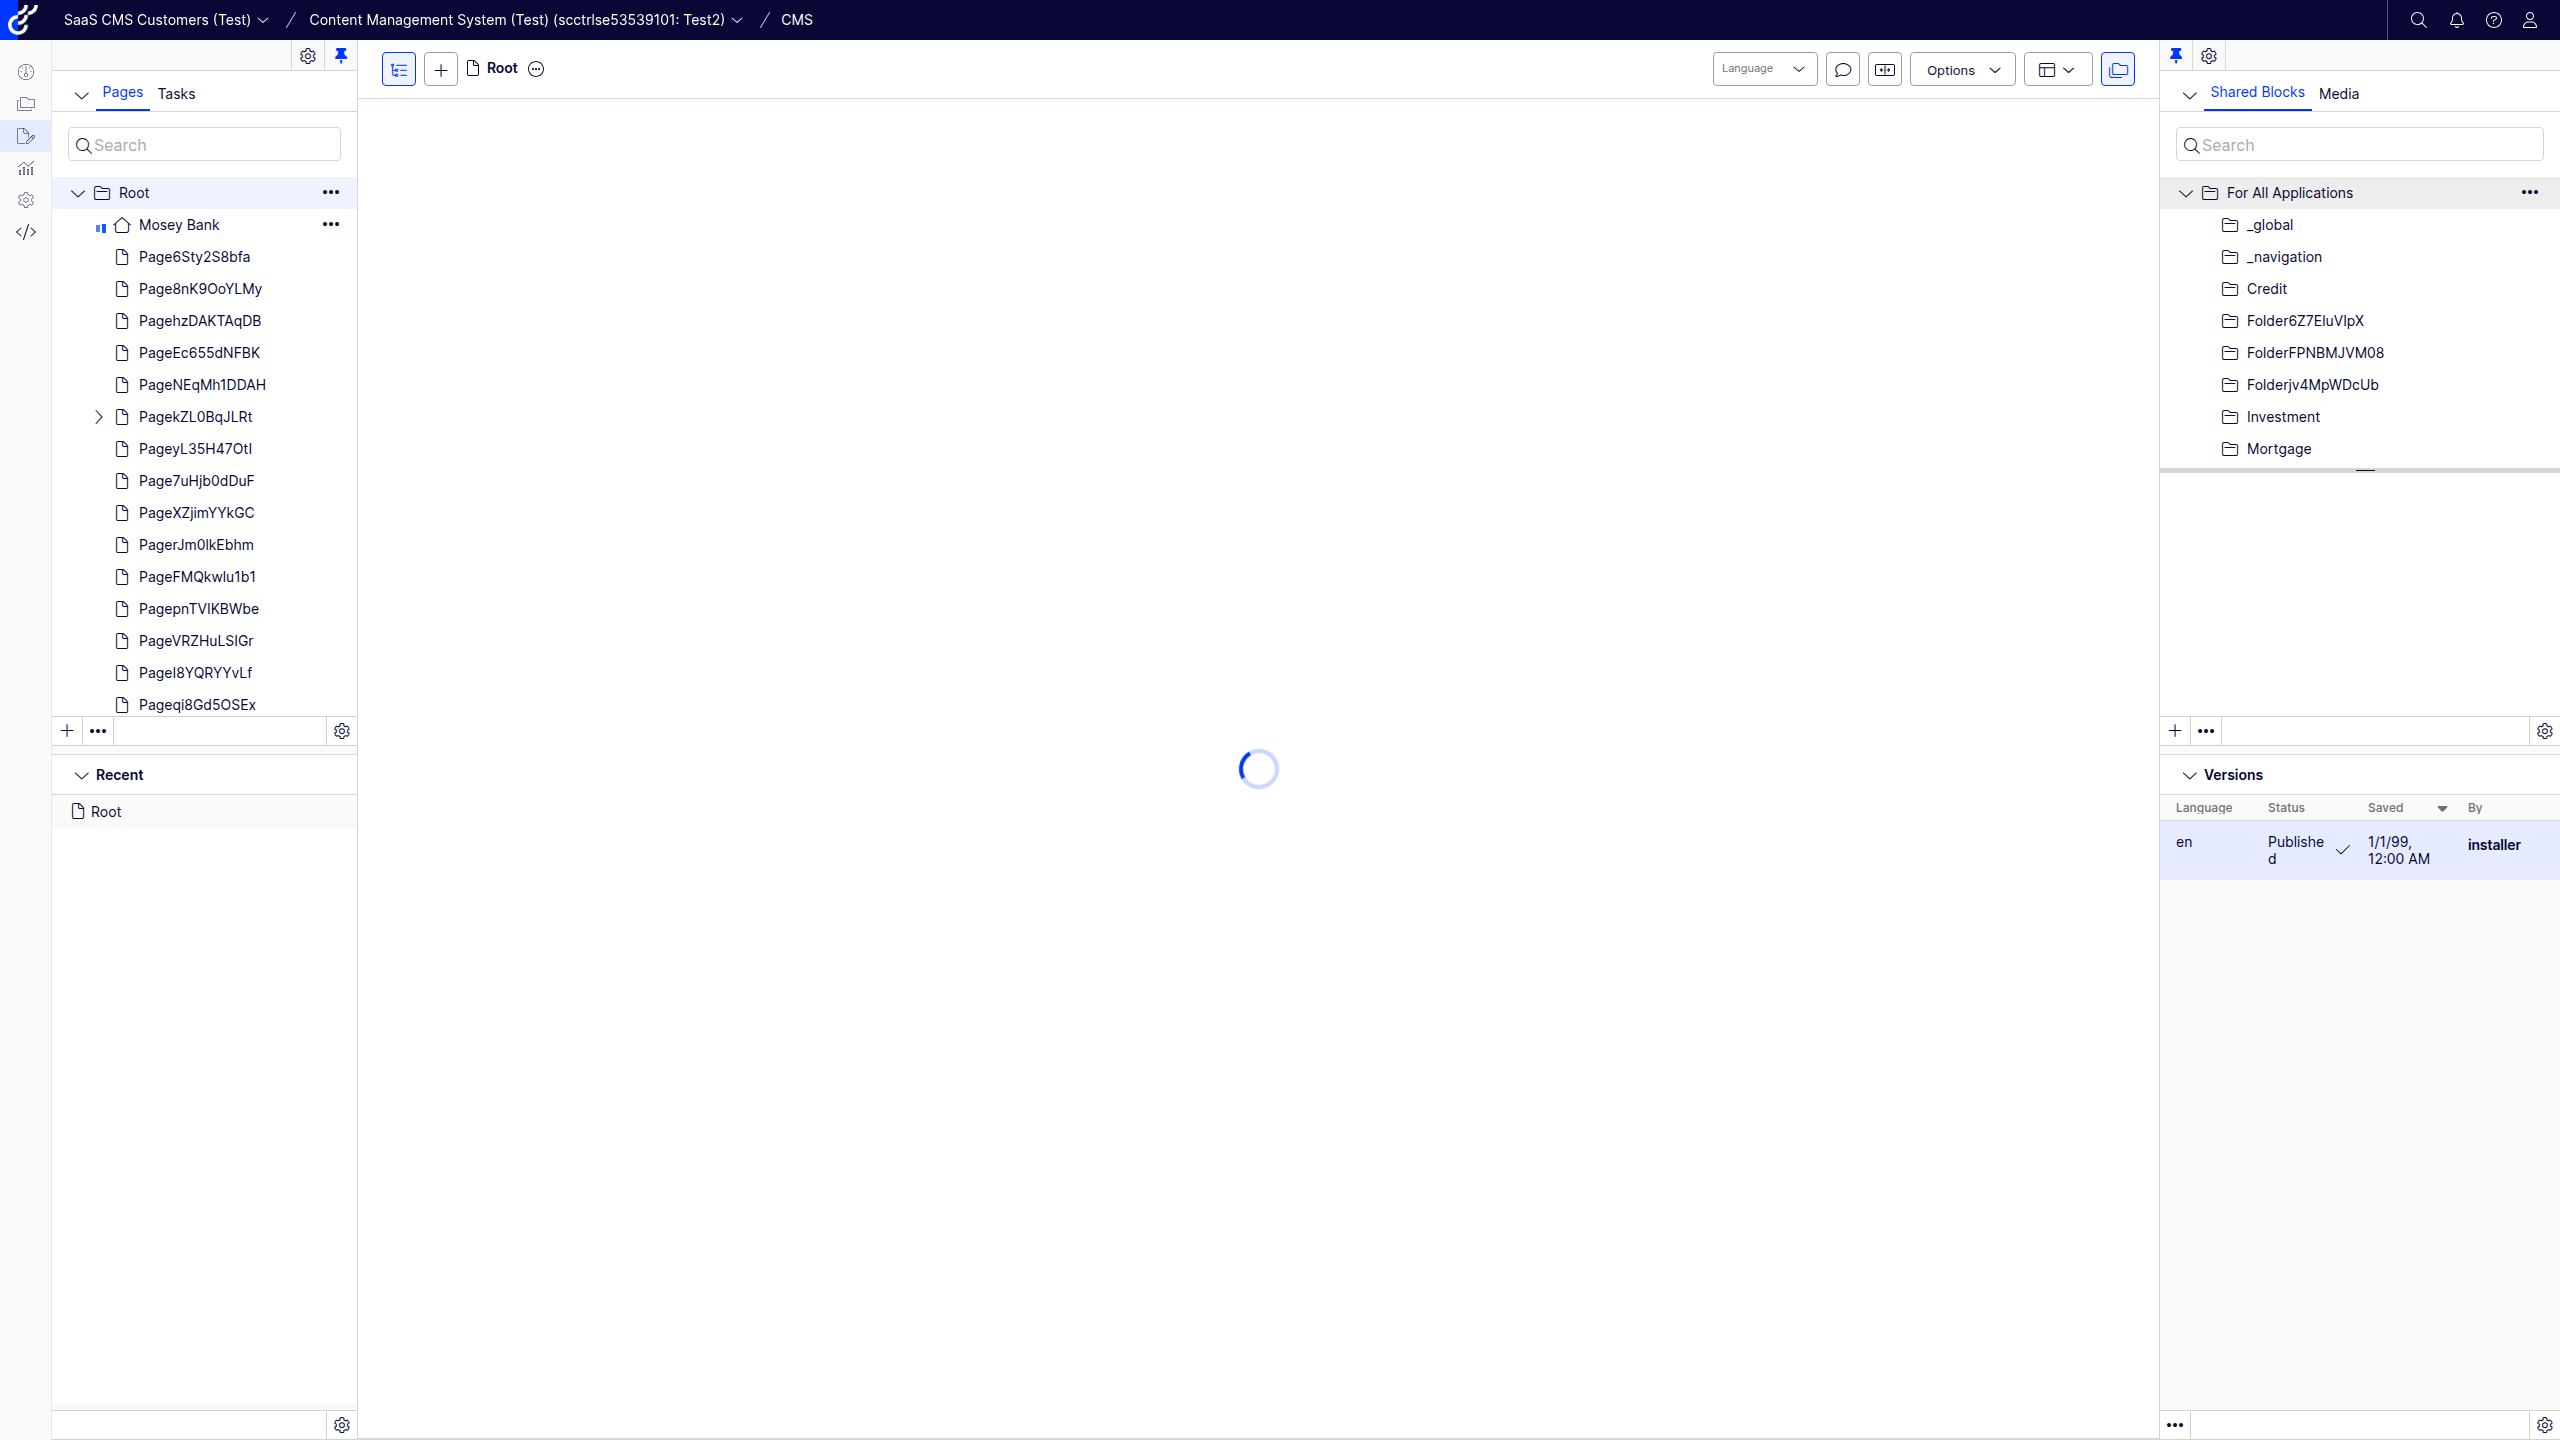 SaaS CMS Customers (Test) / Content Management System (Test) (scctrlse53539101: Test2) / CMS
Pages Tasks
Search
Root
Mosey Bank
Page6Sty2S8bfa
Page8nK9OoYLMy
PagehzDAKTAqDB
PageEc655dNFBK
PageNEqMh1DDAH
PagekZL0BqJLRt
PageyL35H47OtI
Page7uHjb0dDuF
PageXZjimYYkGC
PagerJm0lkEbhm
PageFMQkwlu1b1
PagepnTVIKBWbe
PageVRZHuLSIGr
PageI8YQRYYvLf
Pageqi8Gd5OSEx
Recent
Root
Root
Language
Options
Shared Blocks Media
Search
For All Applications
_global
_navigation
Credit
Folder6Z7EIuVlpX
FolderFPNBMJVM08
Folderjv4MpWDcUb
Investment
Mortgage
Versions
Language Status Saved By
en Publishe 1/1/99, installer
d 12:00 AM